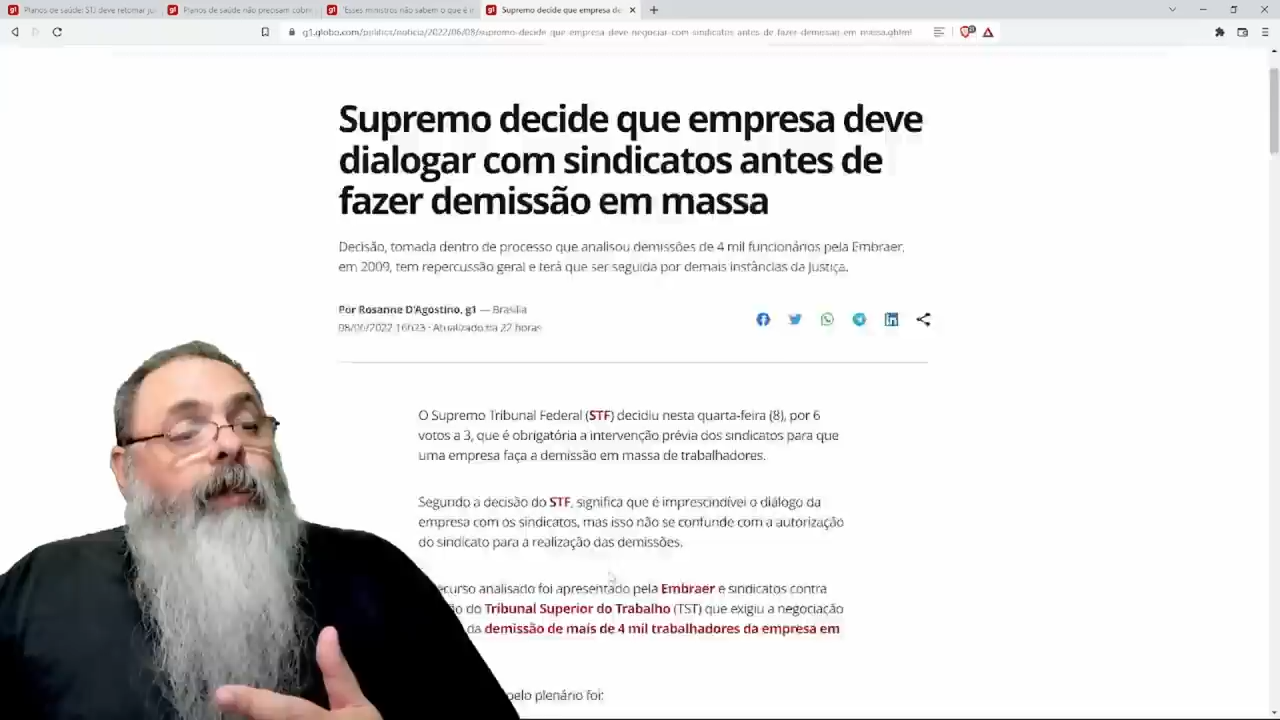 Planos de saúde: STJ deve retomar ju
Planos de saúde não precisam cobri
'Esses ministros não sabem o que é
Supremo decide que empresa de
g1.globo.com/politica/noticia/2022/06/08/supremo-decide-que-empresa-deve-negociar-com-sindicatos-antes-de-fazer-demissao-em-massa.ghtml
Supremo decide que empresa deve
dialogar com sindicatos antes de
fazer demissão em massa
Decisão, tomada dentro de processo que analisou demissões de 4 mil funcionários pela Embraer,
em 2009, tem repercussão geral e terá que ser seguida por demais instâncias da Justiça.
Por Rosanne D'Agostino, g1 — Brasília
08/06/2022 16h23 · Atualizado há 22 horas
O Supremo Tribunal Federal (STF) decidiu nesta quarta-feira (8), por 6
votos a 3, que é obrigatória a intervenção prévia dos sindicatos para que
uma empresa faça a demissão em massa de trabalhadores.
Segundo a decisão do STF, significa que é imprescindível o diálogo da
empresa com os sindicatos, mas isso não se confunde com a autorização
do sindicato para a realização das demissões.
ecurso analisado foi apresentado pela Embraer e sindicatos contra
ão do Tribunal Superior do Trabalho (TST) que exigiu a negociação
da demissão de mais de 4 mil trabalhadores da empresa em
pelo plenário foi: